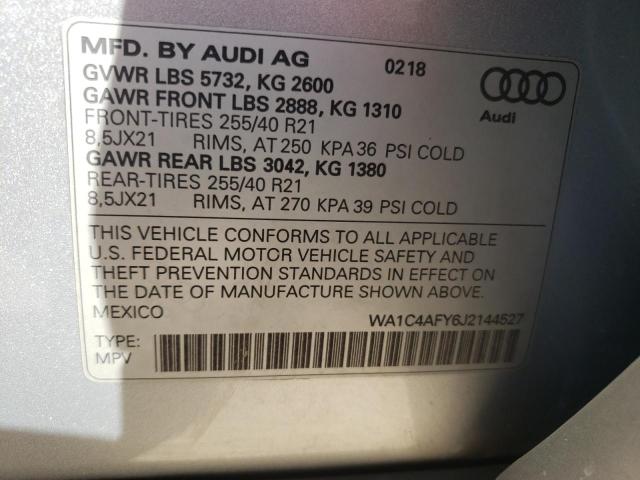 MFD. BY AUDI AG 0218
GVWR LBS 5732, KG 2600
GAWR FRONT LBS 2888, KG 1310
FRONT-TIRES 255/40 R21
8,5JX21 RIMS, AT 250 KPA 36 PSI COLD
GAWR REAR LBS 3042, KG 1380
REAR-TIRES 255/40 R21
8,5JX21 RIMS, AT 270 KPA 39 PSI COLD
Audi
THIS VEHICLE CONFORMS TO ALL APPLICABLE
U.S. FEDERAL MOTOR VEHICLE SAFETY AND
THEFT PREVENTION STANDARDS IN EFFECT ON
THE DATE OF MANUFACTURE SHOWN ABOVE.
MEXICO WA1C4AFY6J2144527
TYPE:
MPV